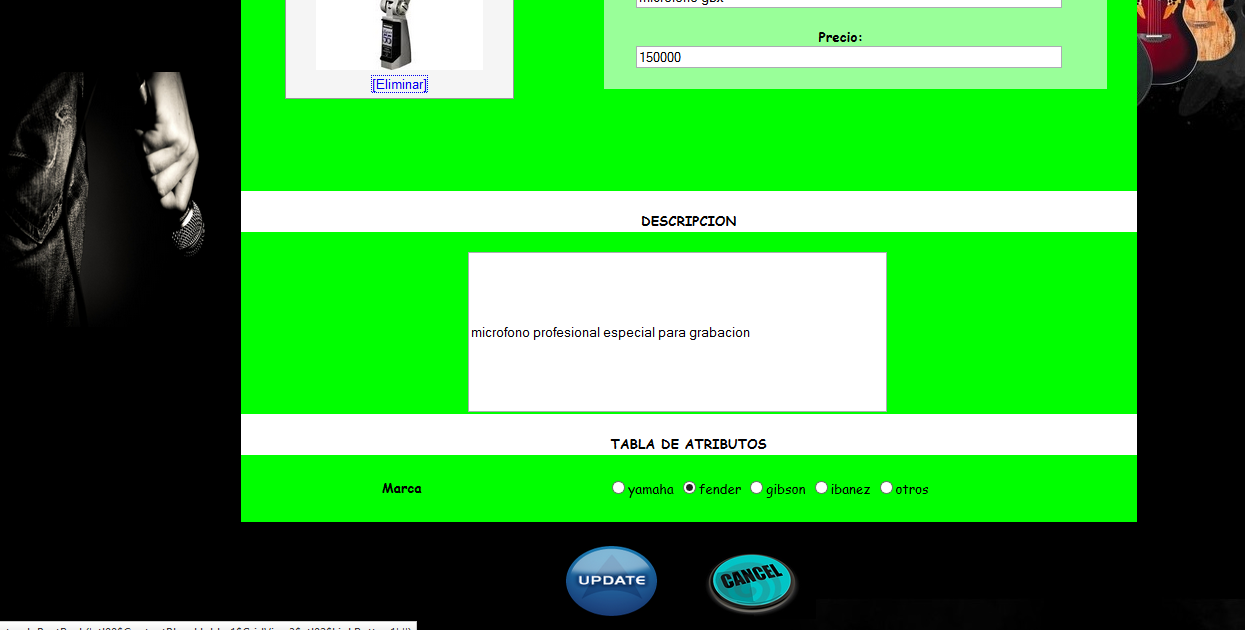 microfono gbx
Precio:
150000
[Eliminar]
DESCRIPCION
microfono profesional especial para grabacion
TABLA DE ATRIBUTOS
Marca
yamaha fender gibson ibanez otros
UPDATE
CANCEL